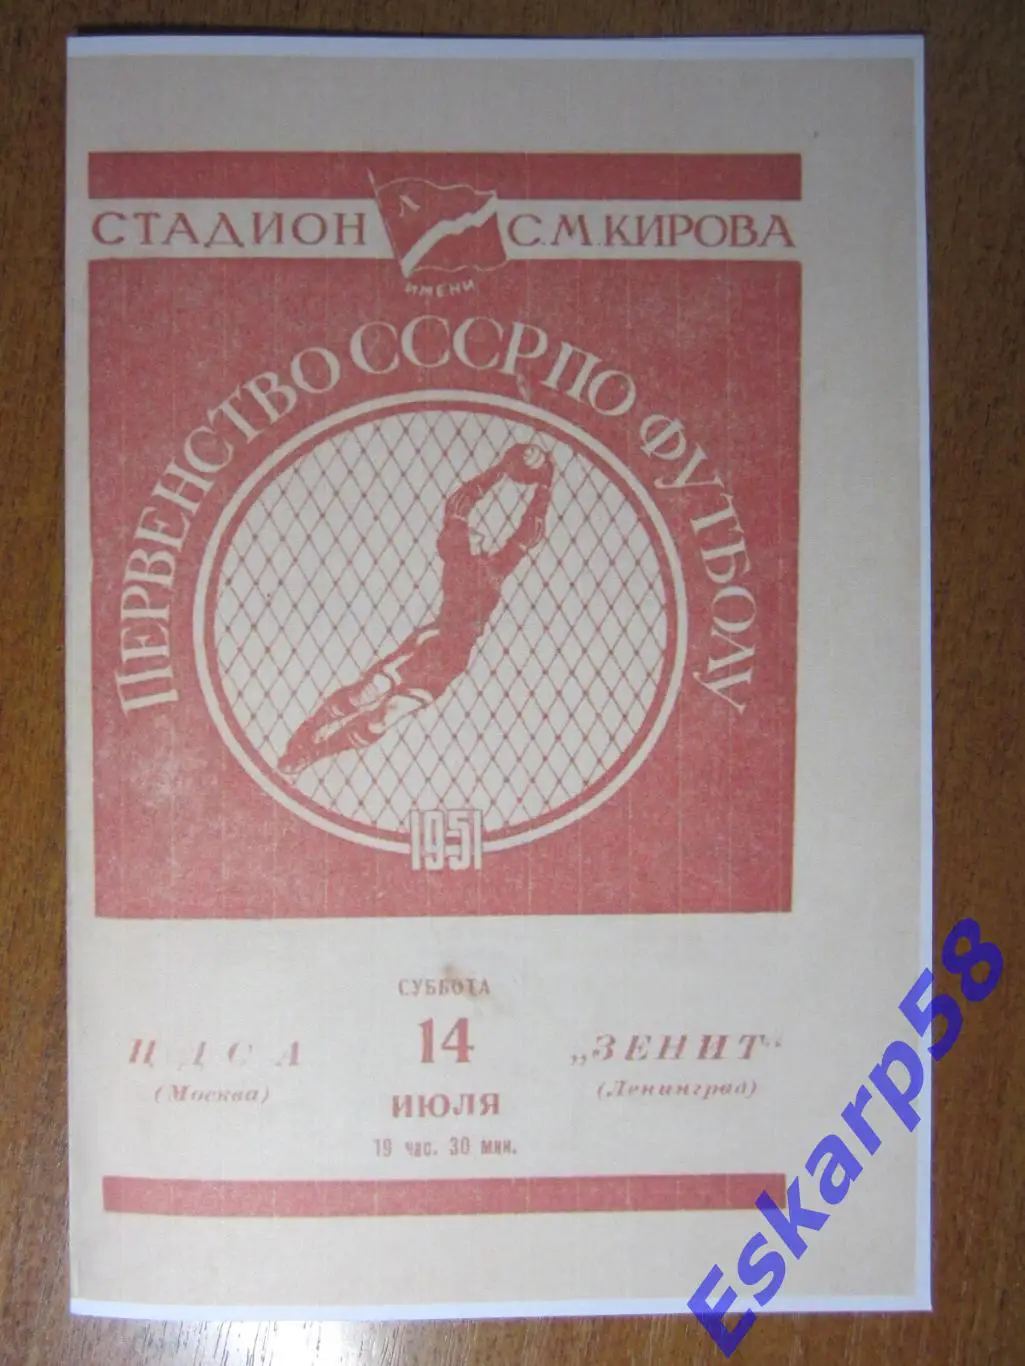 СТАДИОН
Л
ИМЕНИ
С.М.КИРОВА
ПЕРВЕНСТВО СССР ПО ФУТБОЛУ
1951
СУББОТА
14
ИЮЛЯ
19 час. 30 мин.
ЦДСА
(Москва)
„ЗЕНИТ“
(Ленинград)
Eskarp58